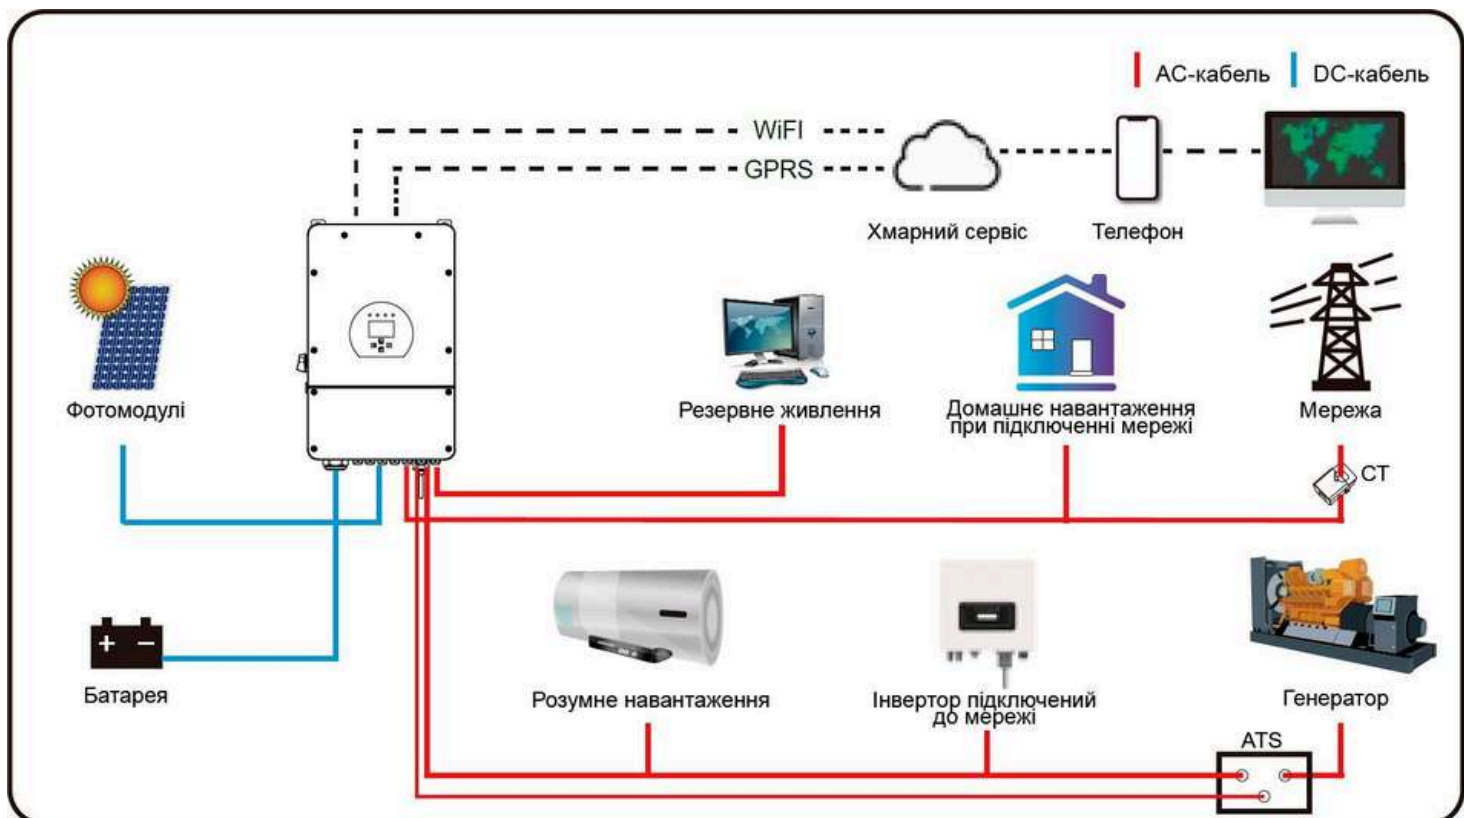 AC-кабель DC-кабель
WiFI
GPRS
Хмарний сервіс Телефон
Фотомодулі
Резервне живлення
Домашнє навантаження
при підключенні мережі
Мережа
CT
Батарея
Розумне навантаження
Інвертор підключений
до мережі
Генератор
ATS